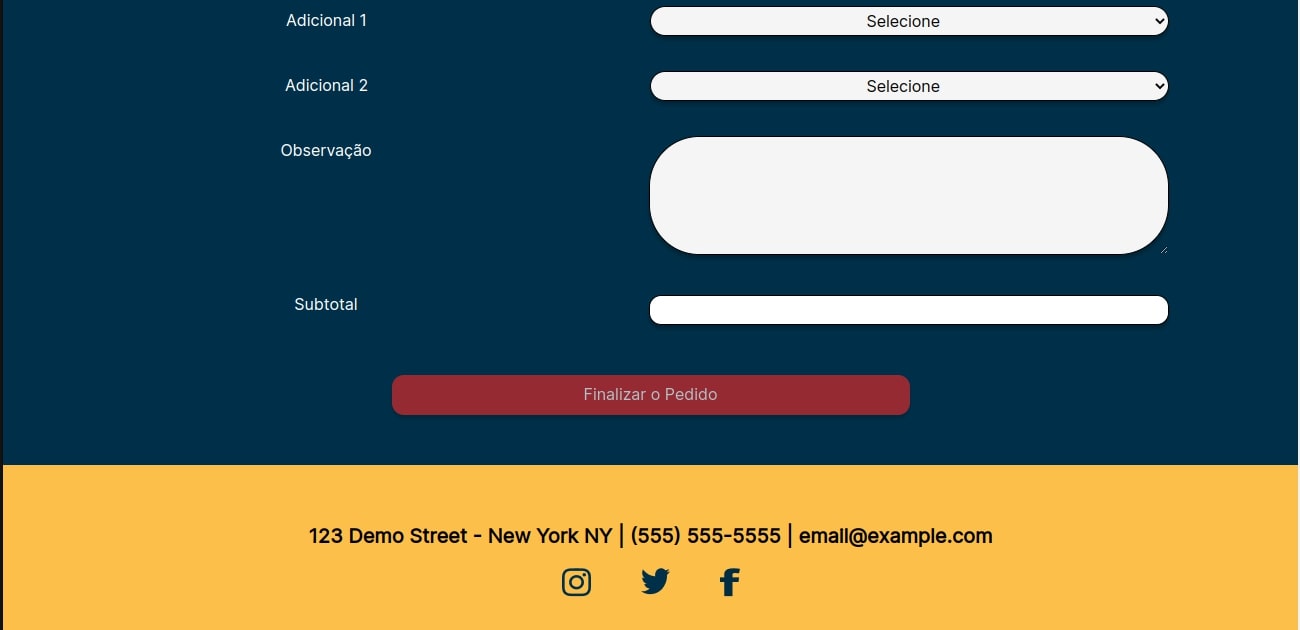 Adicional 1 Selecione
Adicional 2 Selecione
Observação
Subtotal
Finalizar o Pedido
123 Demo Street - New York NY | (555) 555-5555 | email@example.com